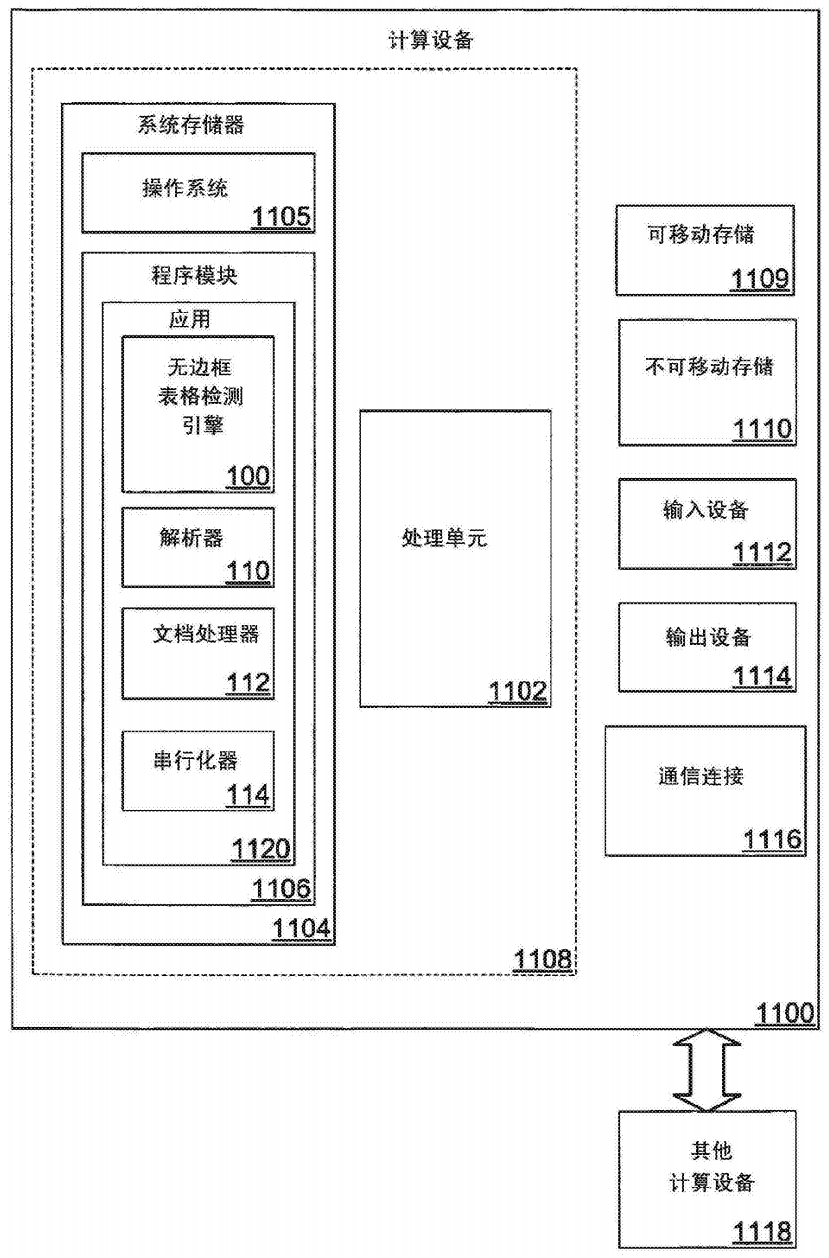 计算设备
系统存储器
操作系统
1105
程序模块
应用
无边框
表格检测
引擎
100
解析器
110
文档处理器
112
串行化器
114
1120
1106
1104
处理单元
1102
1108
可移动存储
1109
不可移动存储
1110
输入设备
1112
输出设备
1114
通信连接
1116
1100
其他
计算设备
1118